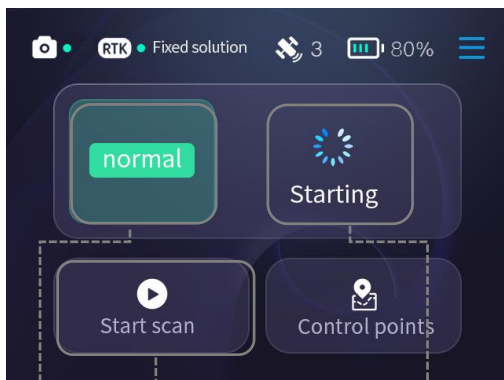 RTK Fixed solution 3 80%
normal
Starting
Start scan
Control points